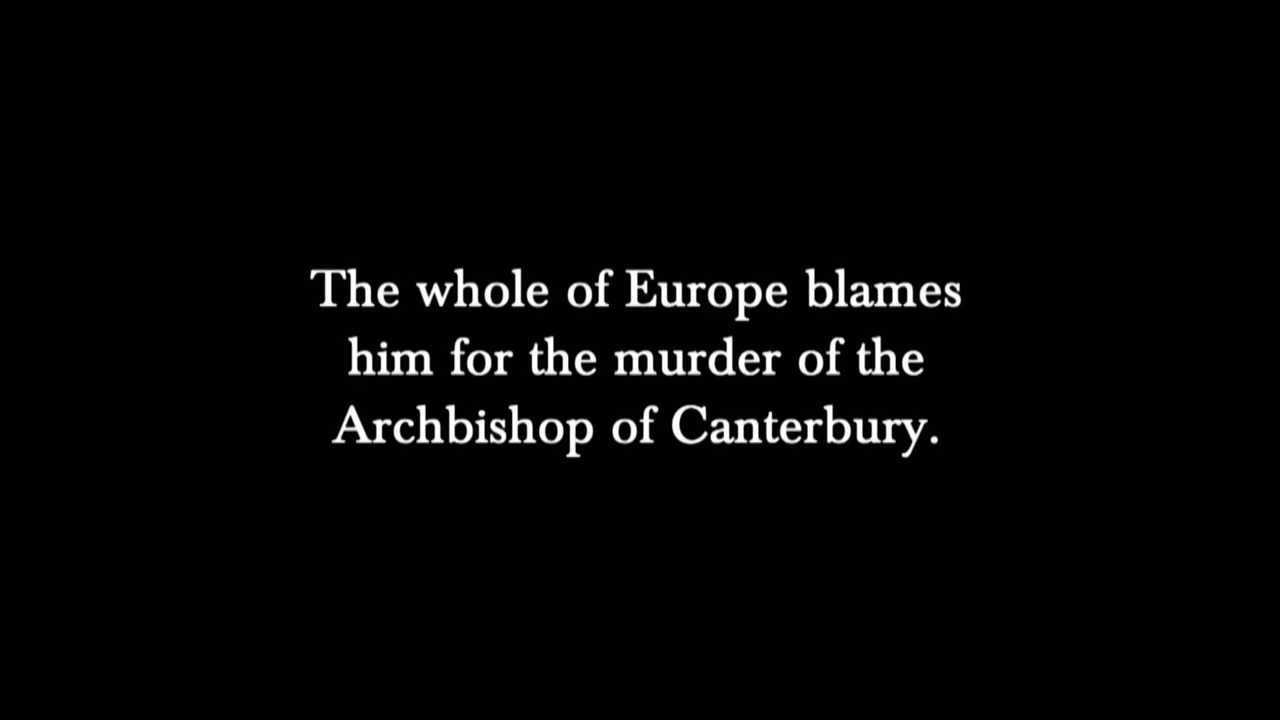 The whole of Europe blames
him for the murder of the
Archbishop of Canterbury.